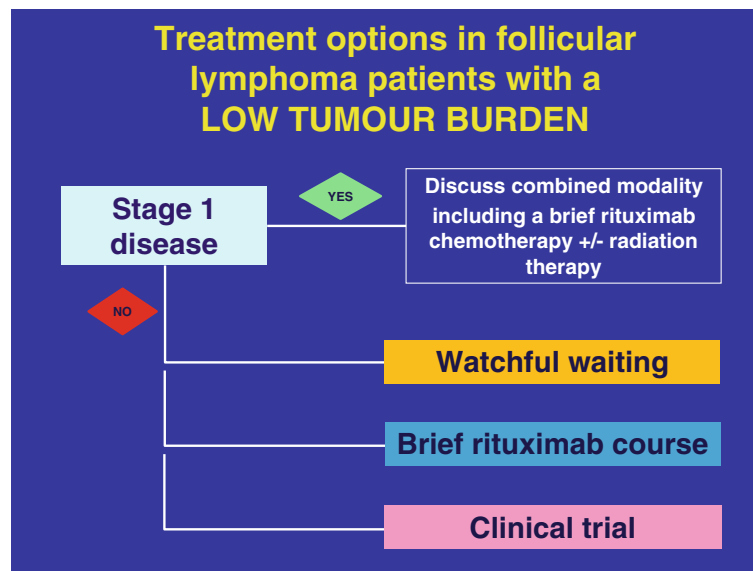 Treatment options in follicular
lymphoma patients with a
LOW TUMOUR BURDEN
Stage 1
disease
YES
Discuss combined modality
including a brief rituximab
chemotherapy +/- radiation
therapy
NO
Watchful waiting
Brief rituximab course
Clinical trial